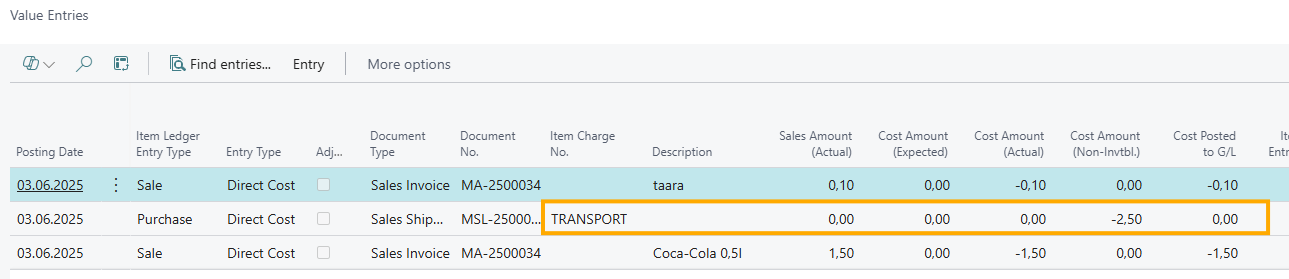 Value Entries
Find entries... Entry More options
Item Ledger Document Document Item Charge Sales Amount Cost Amount Cost Amount Cost Amount Cost Posted
Posting Date Entry Type Entry Type Adj... Type No. No. Description (Actual) (Expected) (Actual) (Non-Invtbl.) to G/L
03.06.2025 Sale Direct Cost Sales Invoice MA-2500034 taara 0,10 0,00 -0,10 0,00 -0,10
03.06.2025 Purchase Direct Cost Sales Ship... MSL-25000... TRANSPORT 0,00 0,00 0,00 -2,50 0,00
03.06.2025 Sale Direct Cost Sales Invoice MA-2500034 Coca-Cola 0,5l 1,50 0,00 -1,50 0,00 -1,50